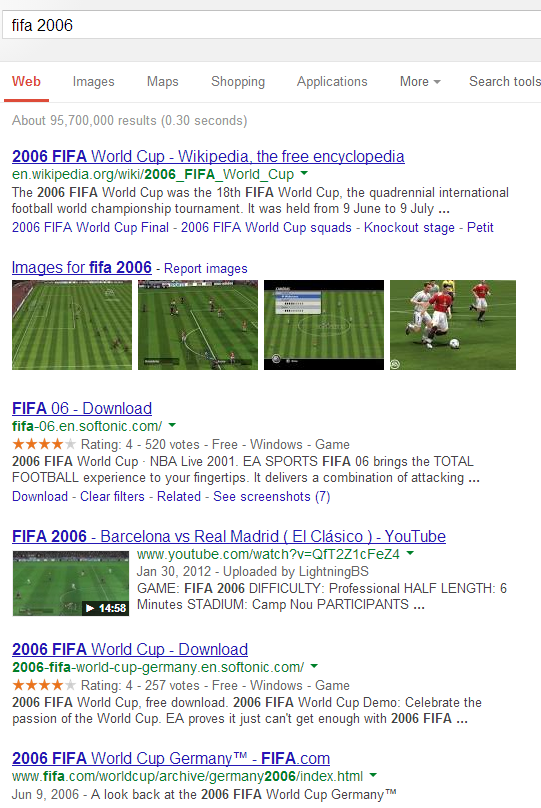 fifa 2006
Web Images Maps Shopping Applications More Search tools
About 95,700,000 results (0.30 seconds)
2006 FIFA World Cup - Wikipedia, the free encyclopedia
en.wikipedia.org/wiki/2006_FIFA_World_Cup
The 2006 FIFA World Cup was the 18th FIFA World Cup, the quadrennial international
football world championship tournament. It was held from 9 June to 9 July ...
2006 FIFA World Cup Final - 2006 FIFA World Cup squads - Knockout stage - Petit
Images for fifa 2006 - Report images
FIFA 06 - Download
fifa-06.en.softonic.com/
Rating: 4 - 520 votes - Free - Windows - Game
2006 FIFA World Cup · NBA Live 2001. EA SPORTS FIFA 06 brings the TOTAL
FOOTBALL experience to your fingertips. It delivers a combination of attacking ...
Download - Clear filters - Related - See screenshots (7)
FIFA 2006 - Barcelona vs Real Madrid ( El Clásico ) - YouTube
www.youtube.com/watch?v=QfT2Z1cFeZ4
Jan 30, 2012 - Uploaded by LightningBS
GAME: FIFA 2006 DIFFICULTY: Professional HALF LENGTH: 6
Minutes STADIUM: Camp Nou PARTICIPANTS ...
14:58
2006 FIFA World Cup - Download
2006-fifa-world-cup-germany.en.softonic.com/
Rating: 4 - 257 votes - Free - Windows - Game
2006 FIFA World Cup, free download. 2006 FIFA World Cup Demo: Celebrate the
passion of the World Cup. EA proves it just can't get enough with 2006 FIFA ...
2006 FIFA World Cup Germany™ - FIFA.com
www.fifa.com/worldcup/archive/germany2006/index.html
Jun 9, 2006 - A look back at the 2006 FIFA World Cup Germany™